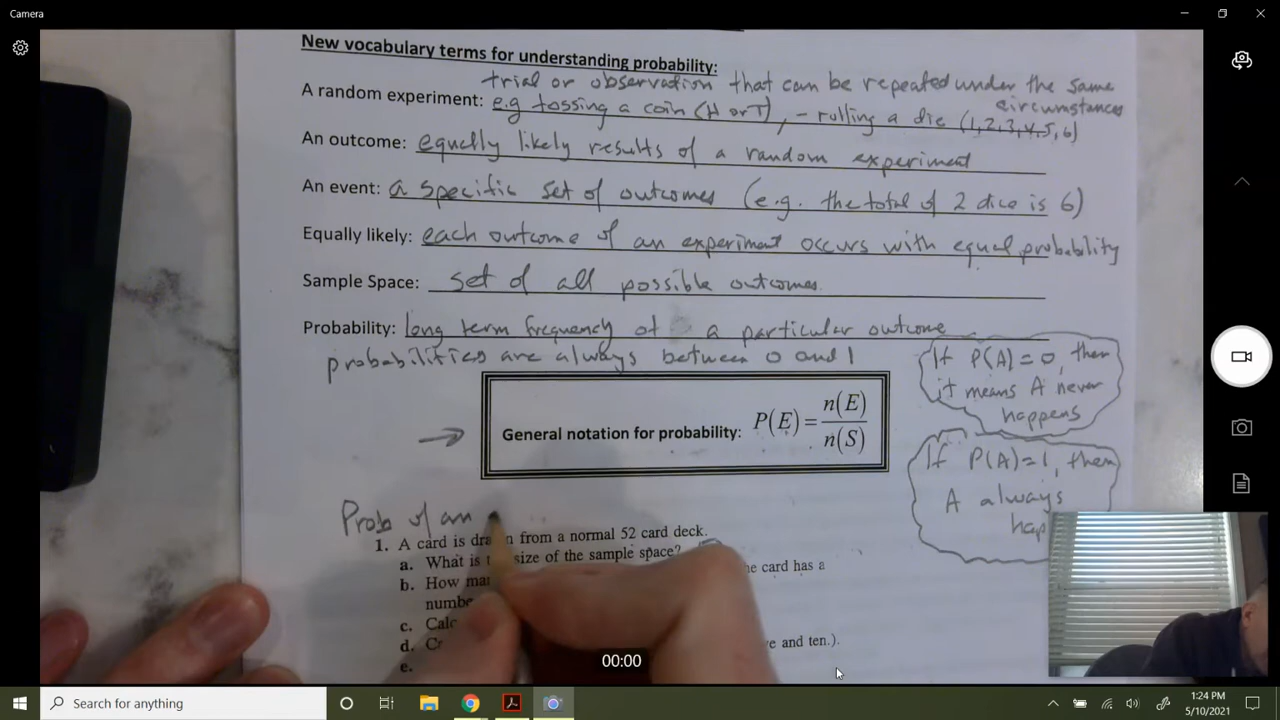 Camera
New vocabulary terms for understanding probability:
trial or observation that can be repeated under the same
circumstances
A random experiment: e.g tossing a coin (H or T), - rolling a die (1,2,3,4,5,6)
An outcome: equally likely results of a random experiment
An event: a specific set of outcomes (e.g. the total of 2 dice is 6)
Equally likely: each outcome of an experiment occurs with equal probability
Sample Space: set of all possible outcomes.
Probability: long term frequency of a particular outcome
probabilities are always between 0 and 1
If P(A) = 0, then
it means A never
happens
General notation for probability: P(E) = n(E) / n(S)
If P(A)=1, then
A always
hap
Prob of an
1. A card is drawn from a normal 52 card deck.
a. What is the size of the sample space?
b. How man
he card has a
numbe
c. Calc
d. Cr
ve and ten.).
e.
00:00
Search for anything
1:24 PM
5/10/2021